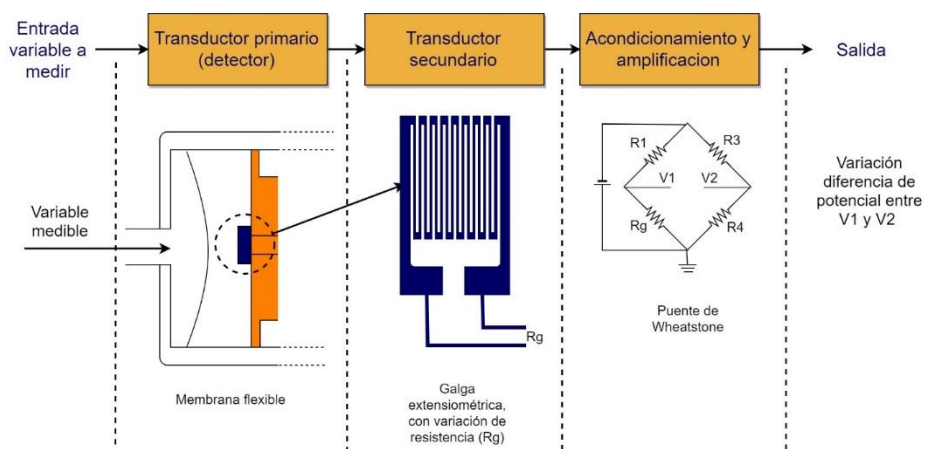 Entrada
variable a
medir
Transductor primario
(detector)
Transductor
secundario
Acondicionamiento y
amplificacion
Salida
Variable
medible
Membrana flexible
Rg
Galga
extensiométrica,
con variación de
resistencia (Rg)
R1
R3
V1
V2
Rg
R4
Puente de
Wheatstone
Variación
diferencia de
potencial entre
V1 y V2